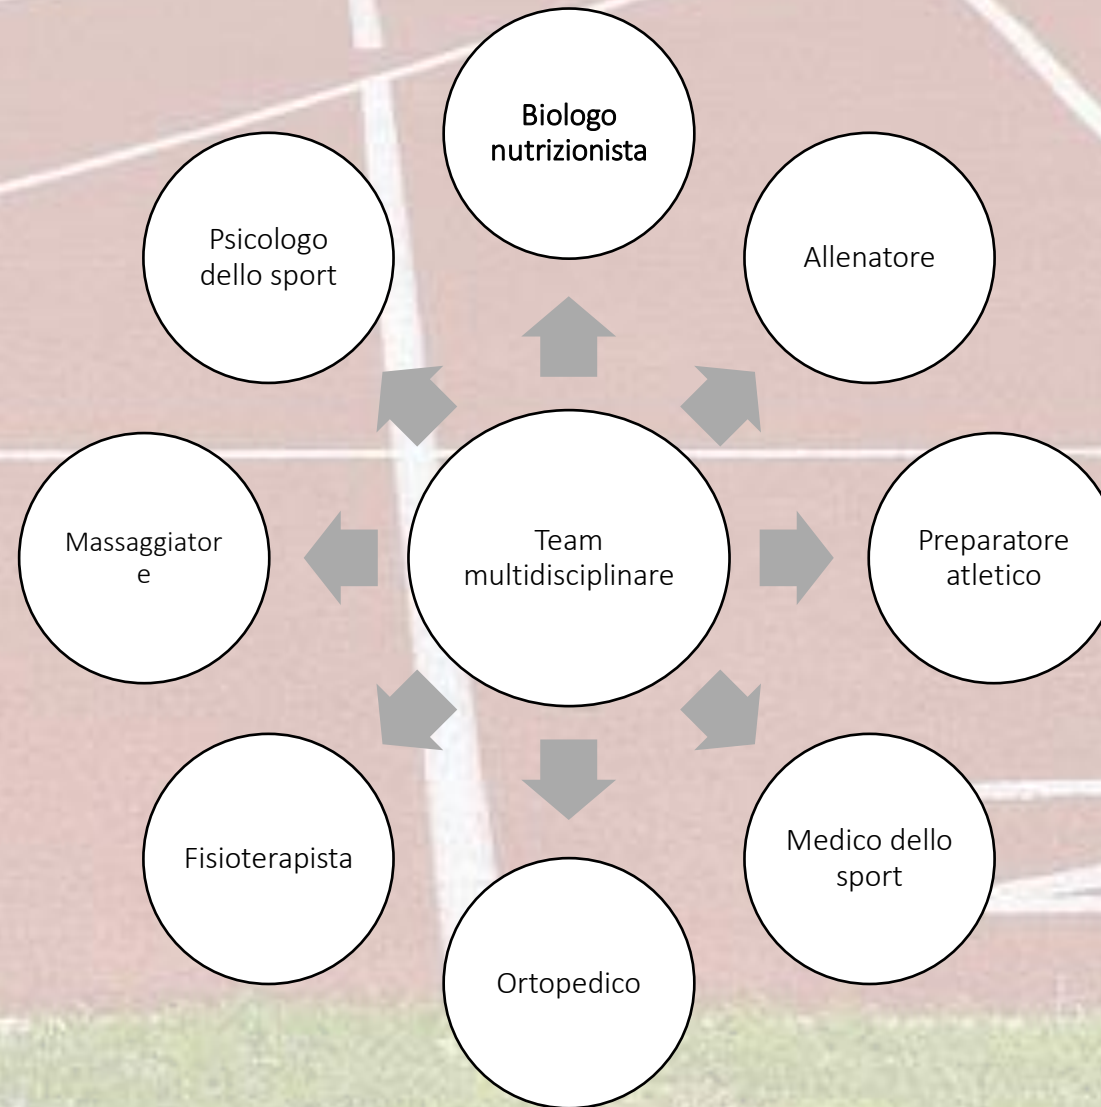 Biologo
nutrizionista
Psicologo
dello sport
Allenatore
Massaggiator
e
Team
multidisciplinare
Preparatore
atletico
Fisioterapista
Medico dello
sport
Ortopedico